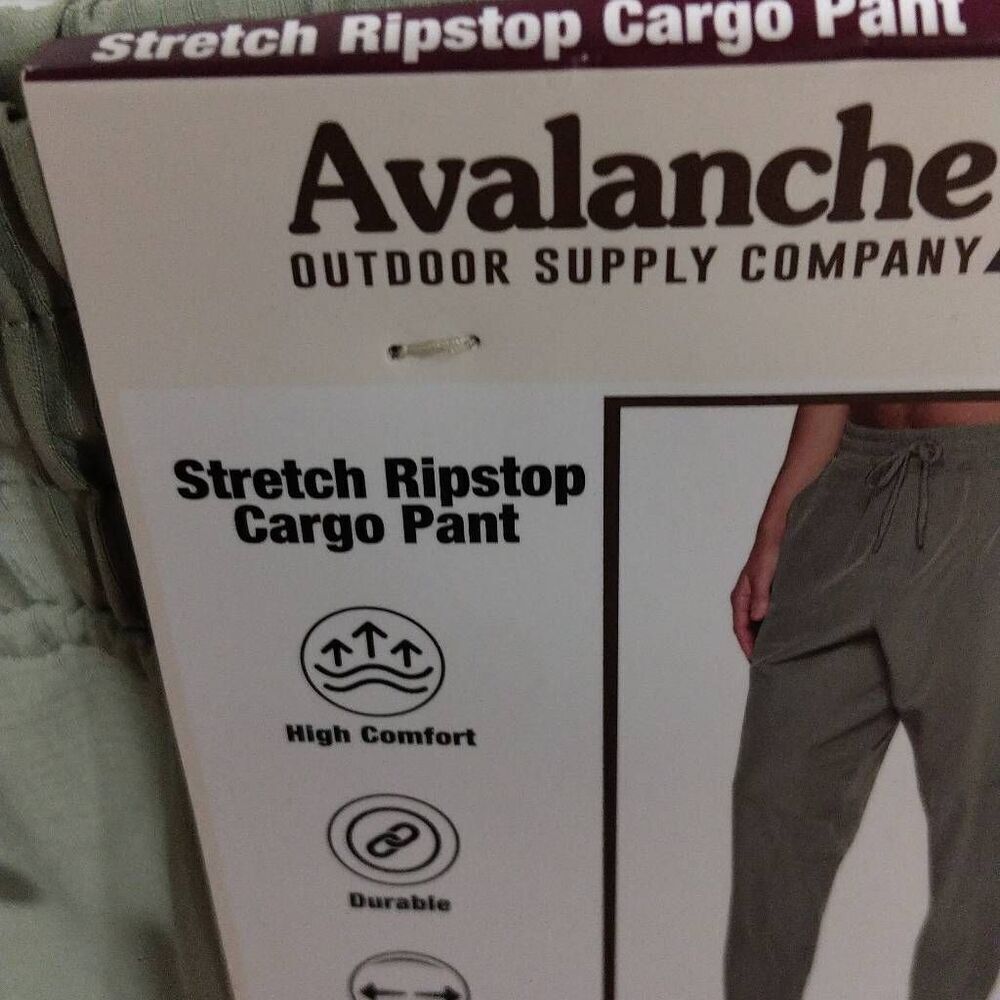 Stretch Ripstop Cargo Pant
Avalanche
OUTDOOR SUPPLY COMPANY
Stretch Ripstop
Cargo Pant
High Comfort
Durable